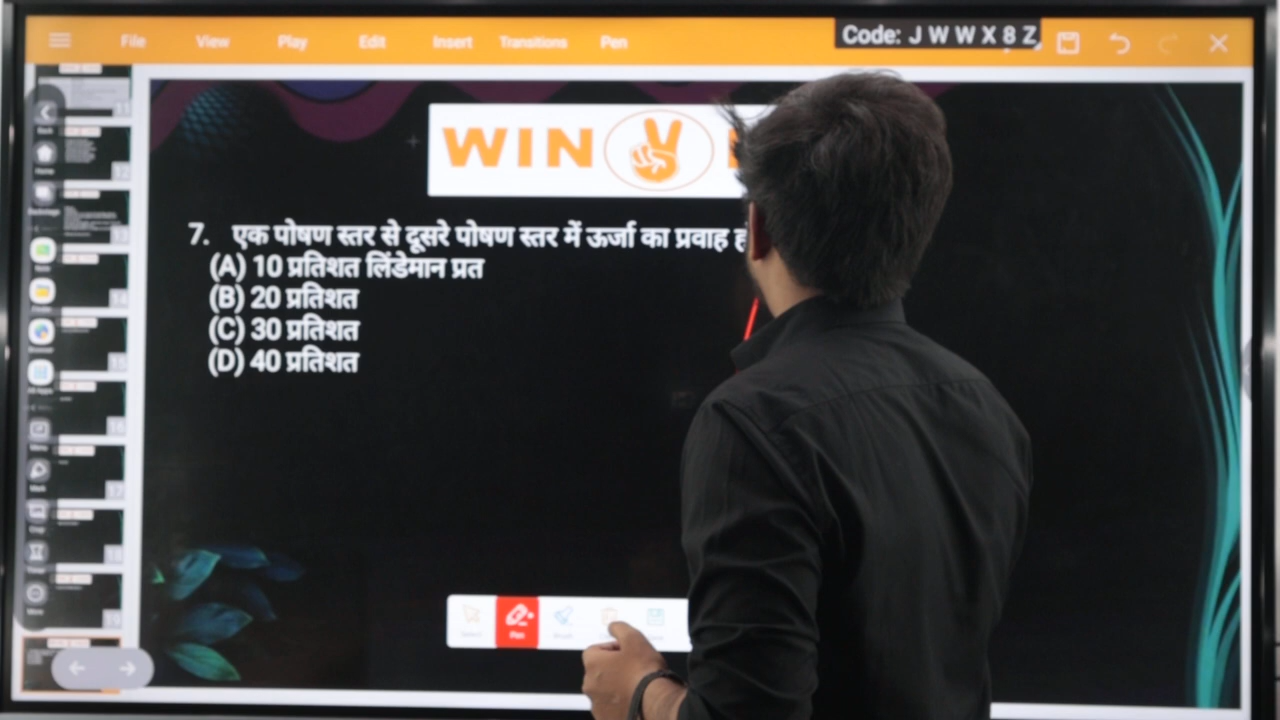 File View Play Edit Insert Transitions Pen
Code: J W W X 8 Z
WIN
7. एक पोषण स्तर से दूसरे पोषण स्तर में ऊर्जा का प्रवाह
(A) 10 प्रतिशत लिंडेमान प्रत
(B) 20 प्रतिशत
(C) 30 प्रतिशत
(D) 40 प्रतिशत
Pen